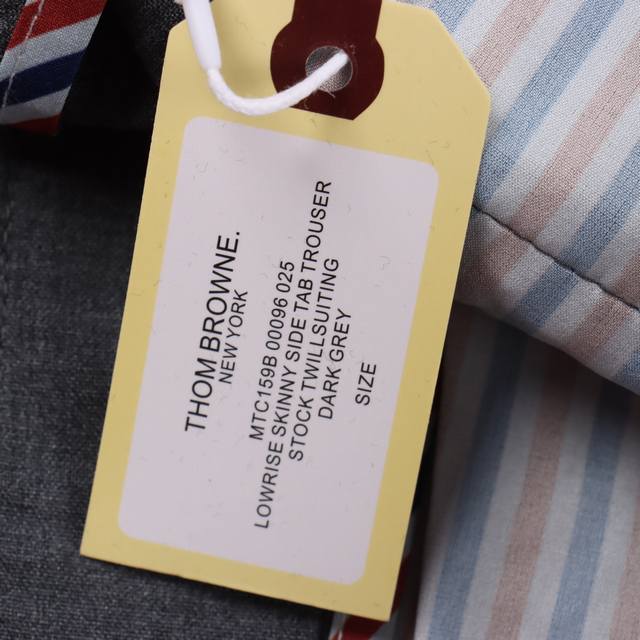 THOM BROWNE.
NEW YORK
MTC159B 00096 025
LOWRISE SKINNY SIDE TAB TROUSER
STOCK TWILLSUITING
DARK GREY
SIZE